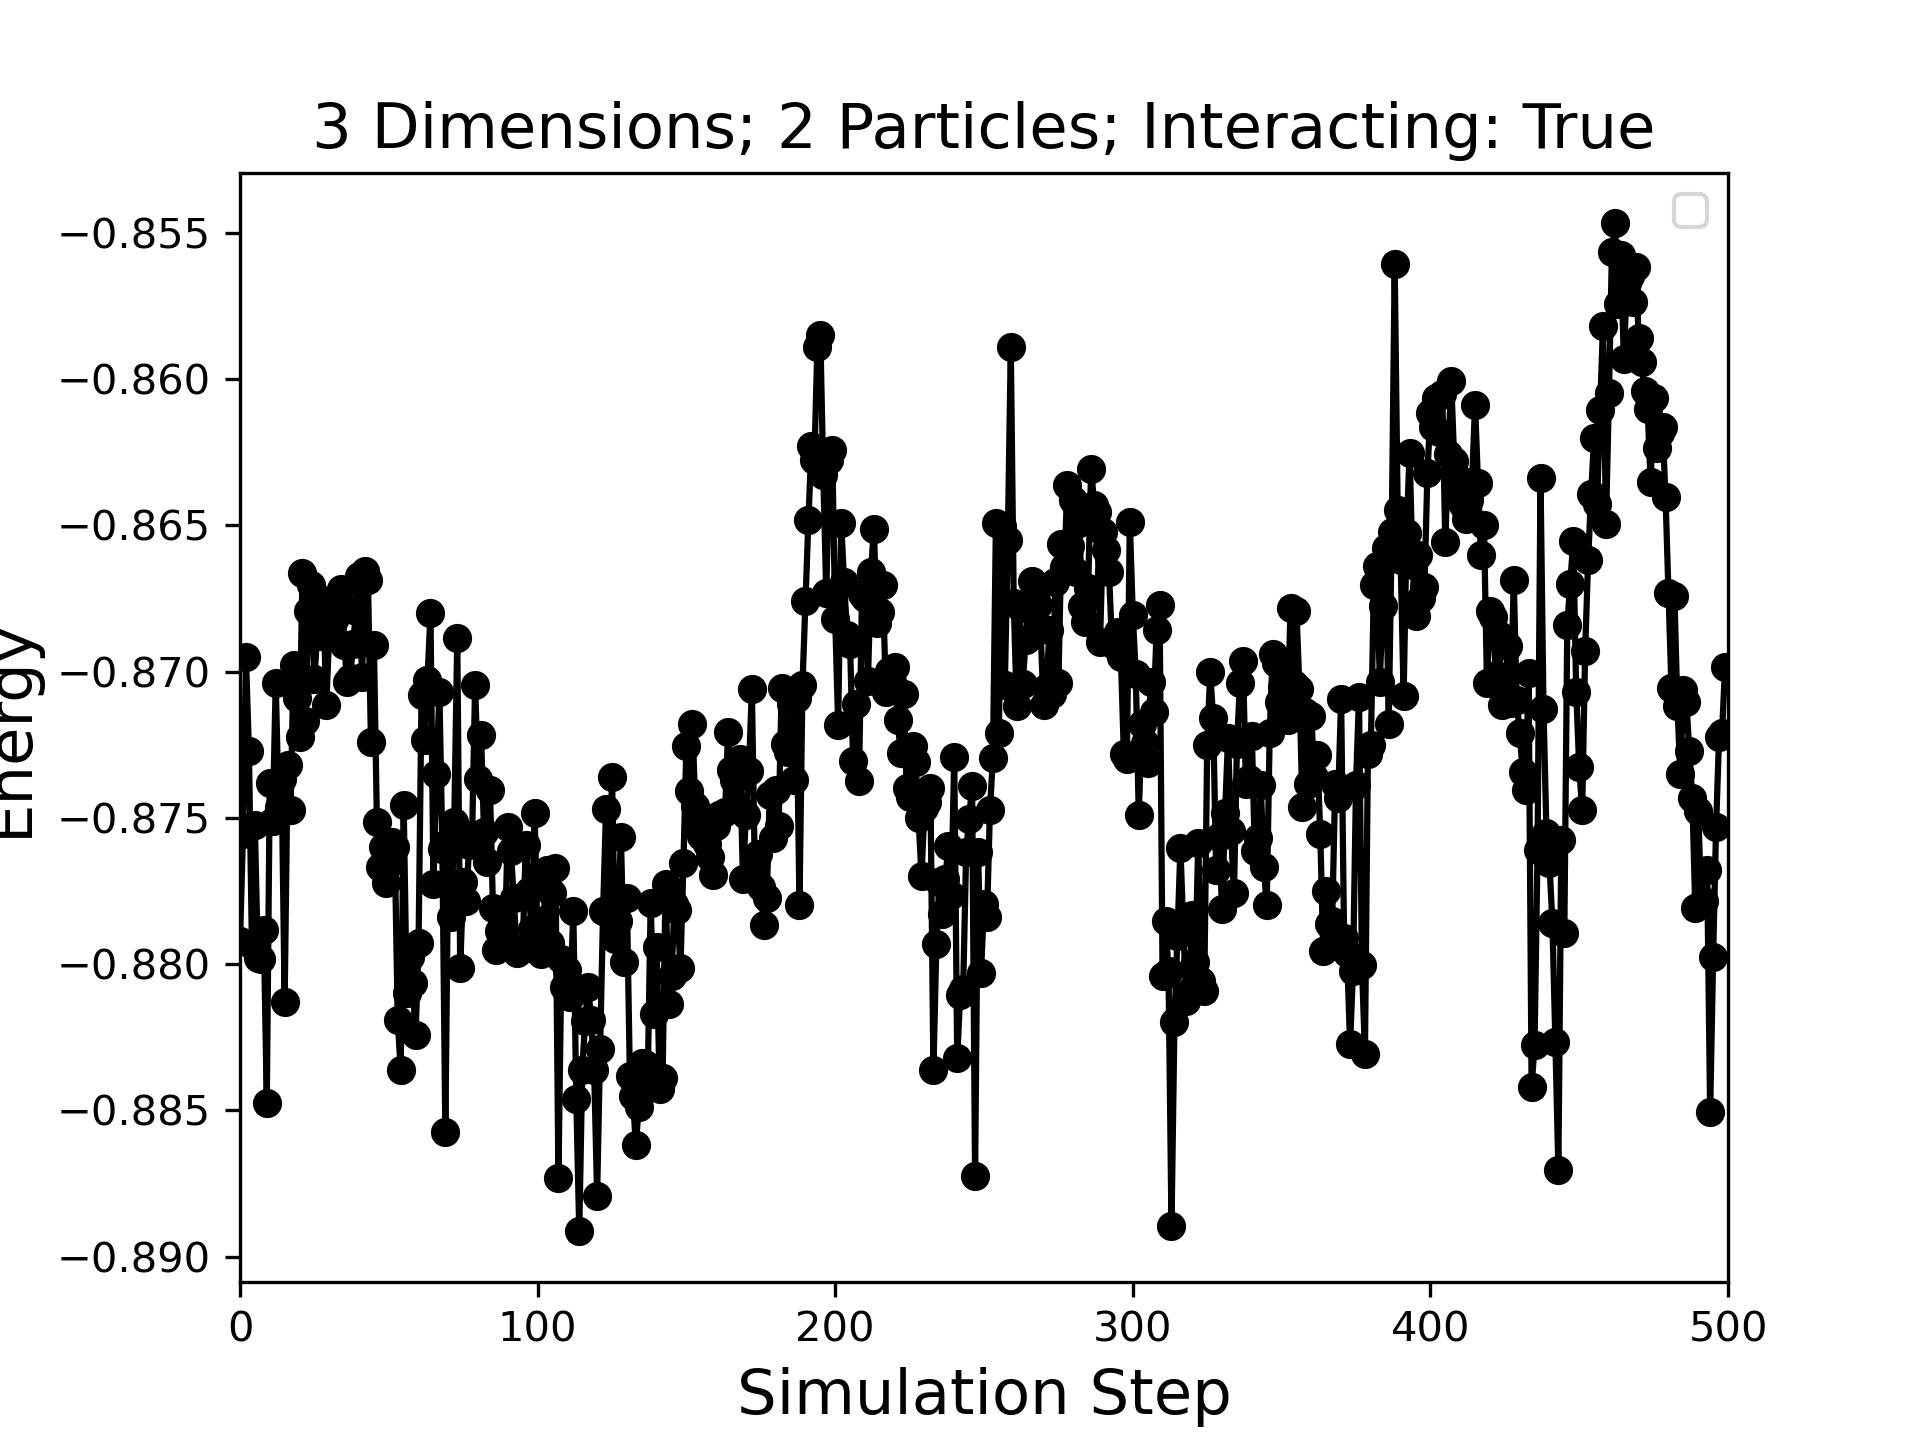 3 Dimensions; 2 Particles; Interacting: True
−0.855
−0.860
−0.865
−0.870
−0.875
−0.880
−0.885
−0.890
Energy
0 100 200 300 400 500
Simulation Step